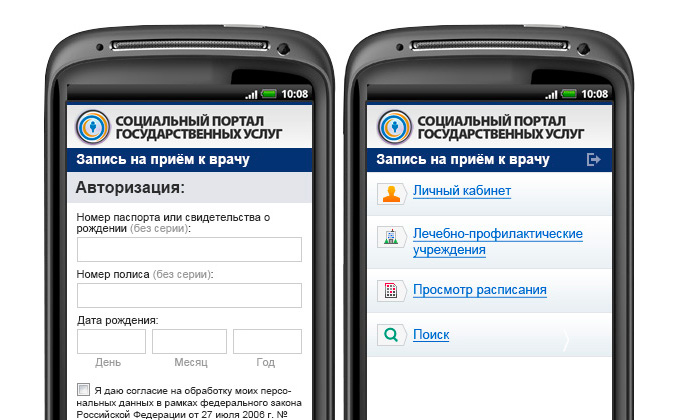 10:08
СОЦИАЛЬНЫЙ ПОРТАЛ
ГОСУДАРСТВЕННЫХ УСЛУГ
Запись на приём к врачу
Авторизация:
Номер паспорта или свидетельства о
рождении (без серии):
Номер полиса (без серии):
Дата рождения:
День Месяц Год
Я даю согласие на обработку моих персо-
нальных данных в рамках федерального закона
Российской Федерации от 27 июля 2006 г. №
10:08
СОЦИАЛЬНЫЙ ПОРТАЛ
ГОСУДАРСТВЕННЫХ УСЛУГ
Запись на приём к врачу
Личный кабинет
Лечебно-профилактические
учреждения
Просмотр расписания
Поиск